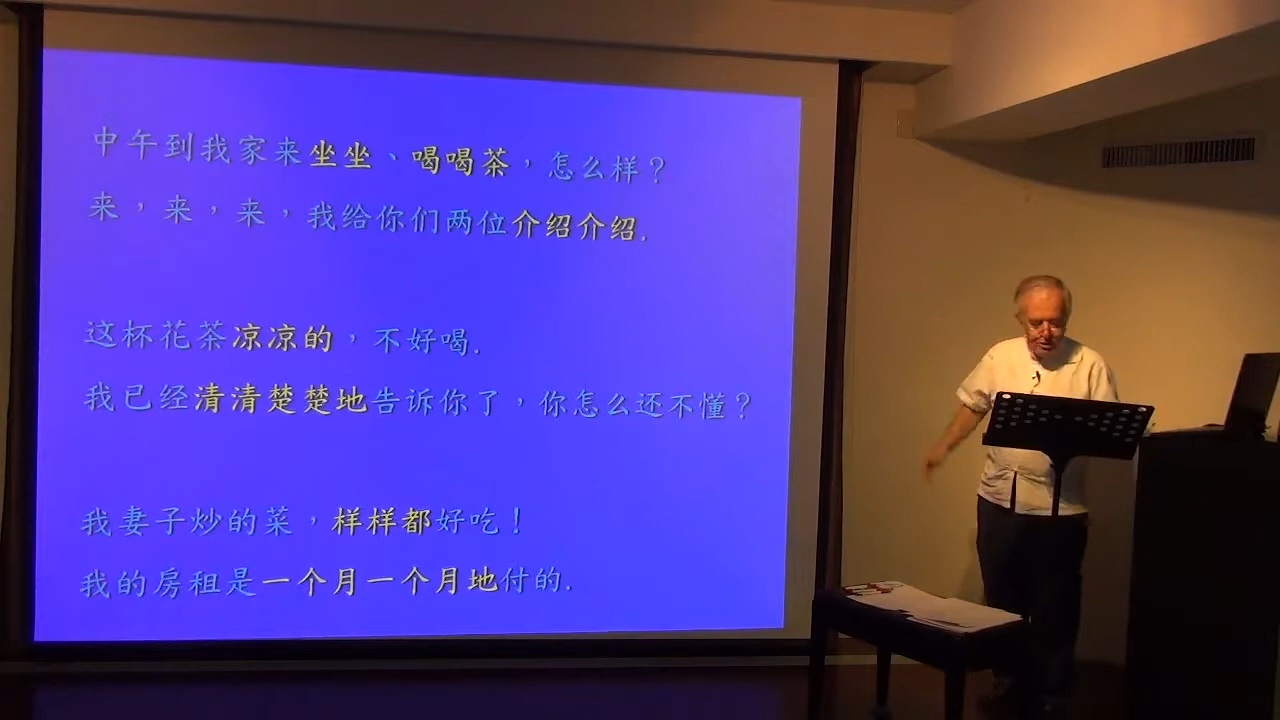 中午到我家来坐坐、喝喝茶，怎么样？
来，来，来，我给你们两位介绍介绍.
这杯花茶凉凉的，不好喝.
我已经清清楚楚地告诉你了，你怎么还不懂？
我妻子炒的菜，样样都好吃！
我的房租是一个月一个月地付的.